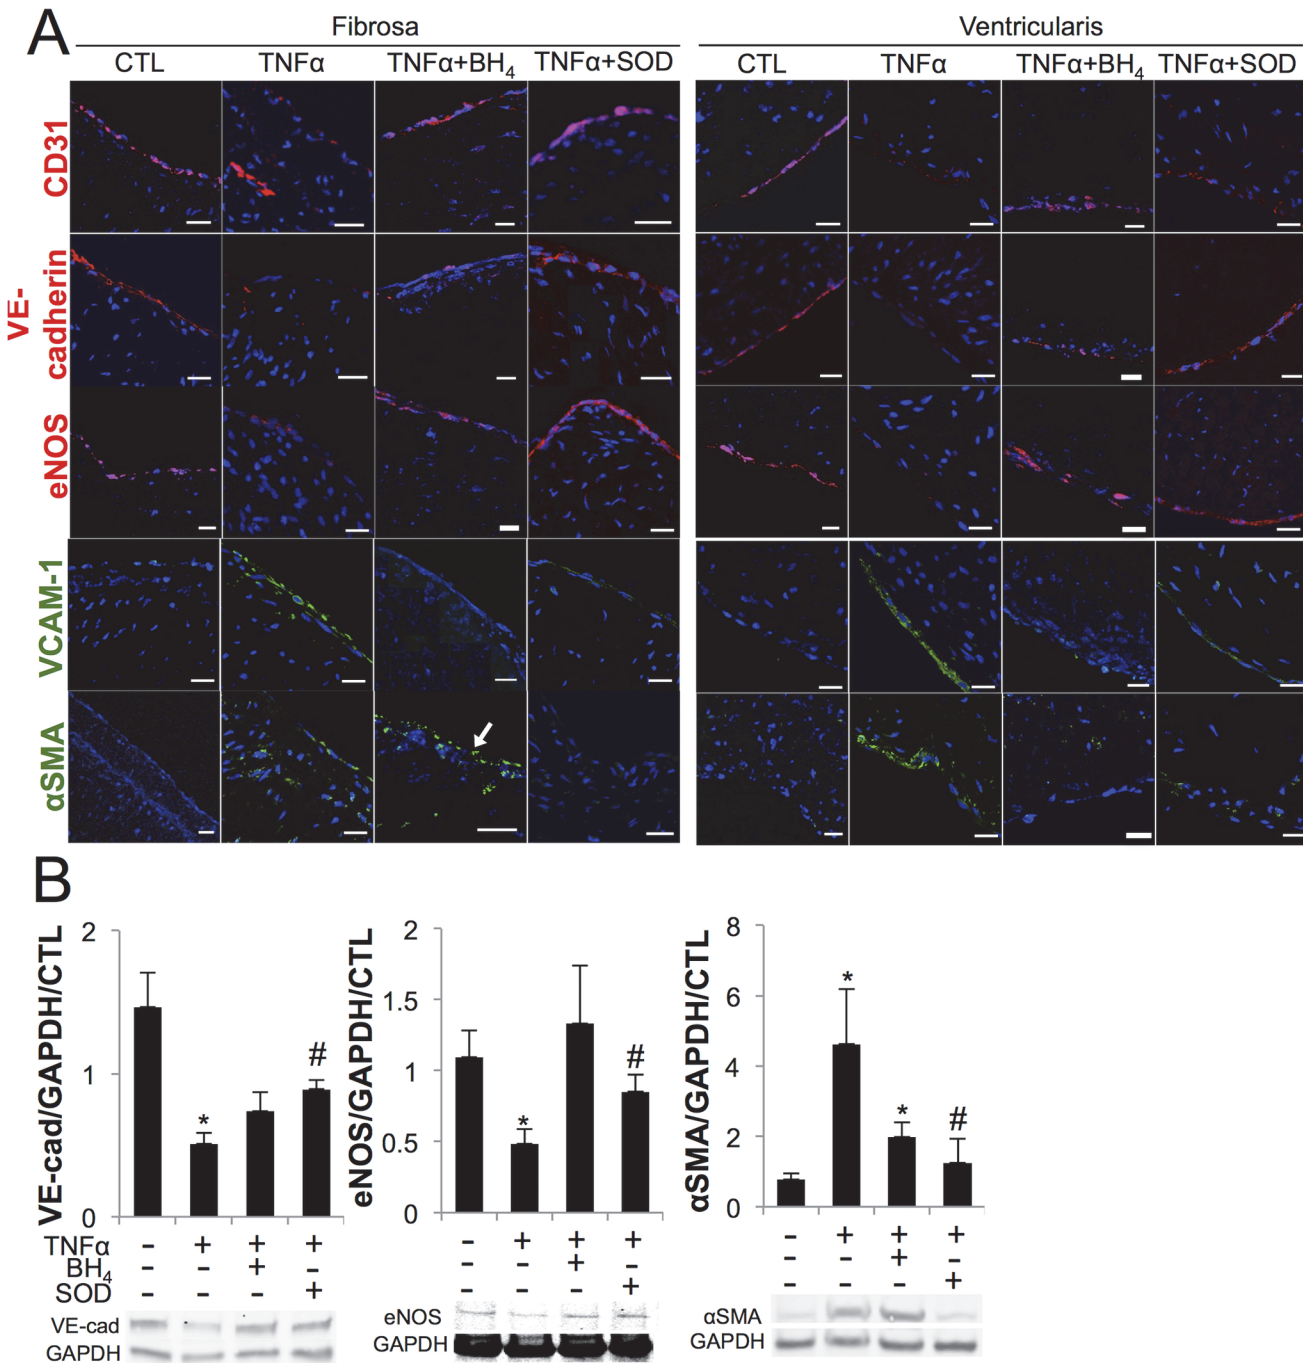 A
Fibrosa
Ventricularis
CTL TNFα TNFα+BH4 TNFα+SOD
CTL TNFα TNFα+BH4 TNFα+SOD
CD31
VE-
cadherin
eNOS
VCAM-1
αSMA
B
VE-cad/GAPDH/CTL
2
1
0
*
#
TNFα - + + +
BH4 - - + -
SOD - - - +
VE-cad
GAPDH
eNOS/GAPDH/CTL
2
1.5
1
0.5
0
*
#
- + + +
- - + -
- - - +
eNOS
GAPDH
αSMA/GAPDH/CTL
8
6
4
2
0
*
*
#
- + + +
- - + -
- - - +
αSMA
GAPDH